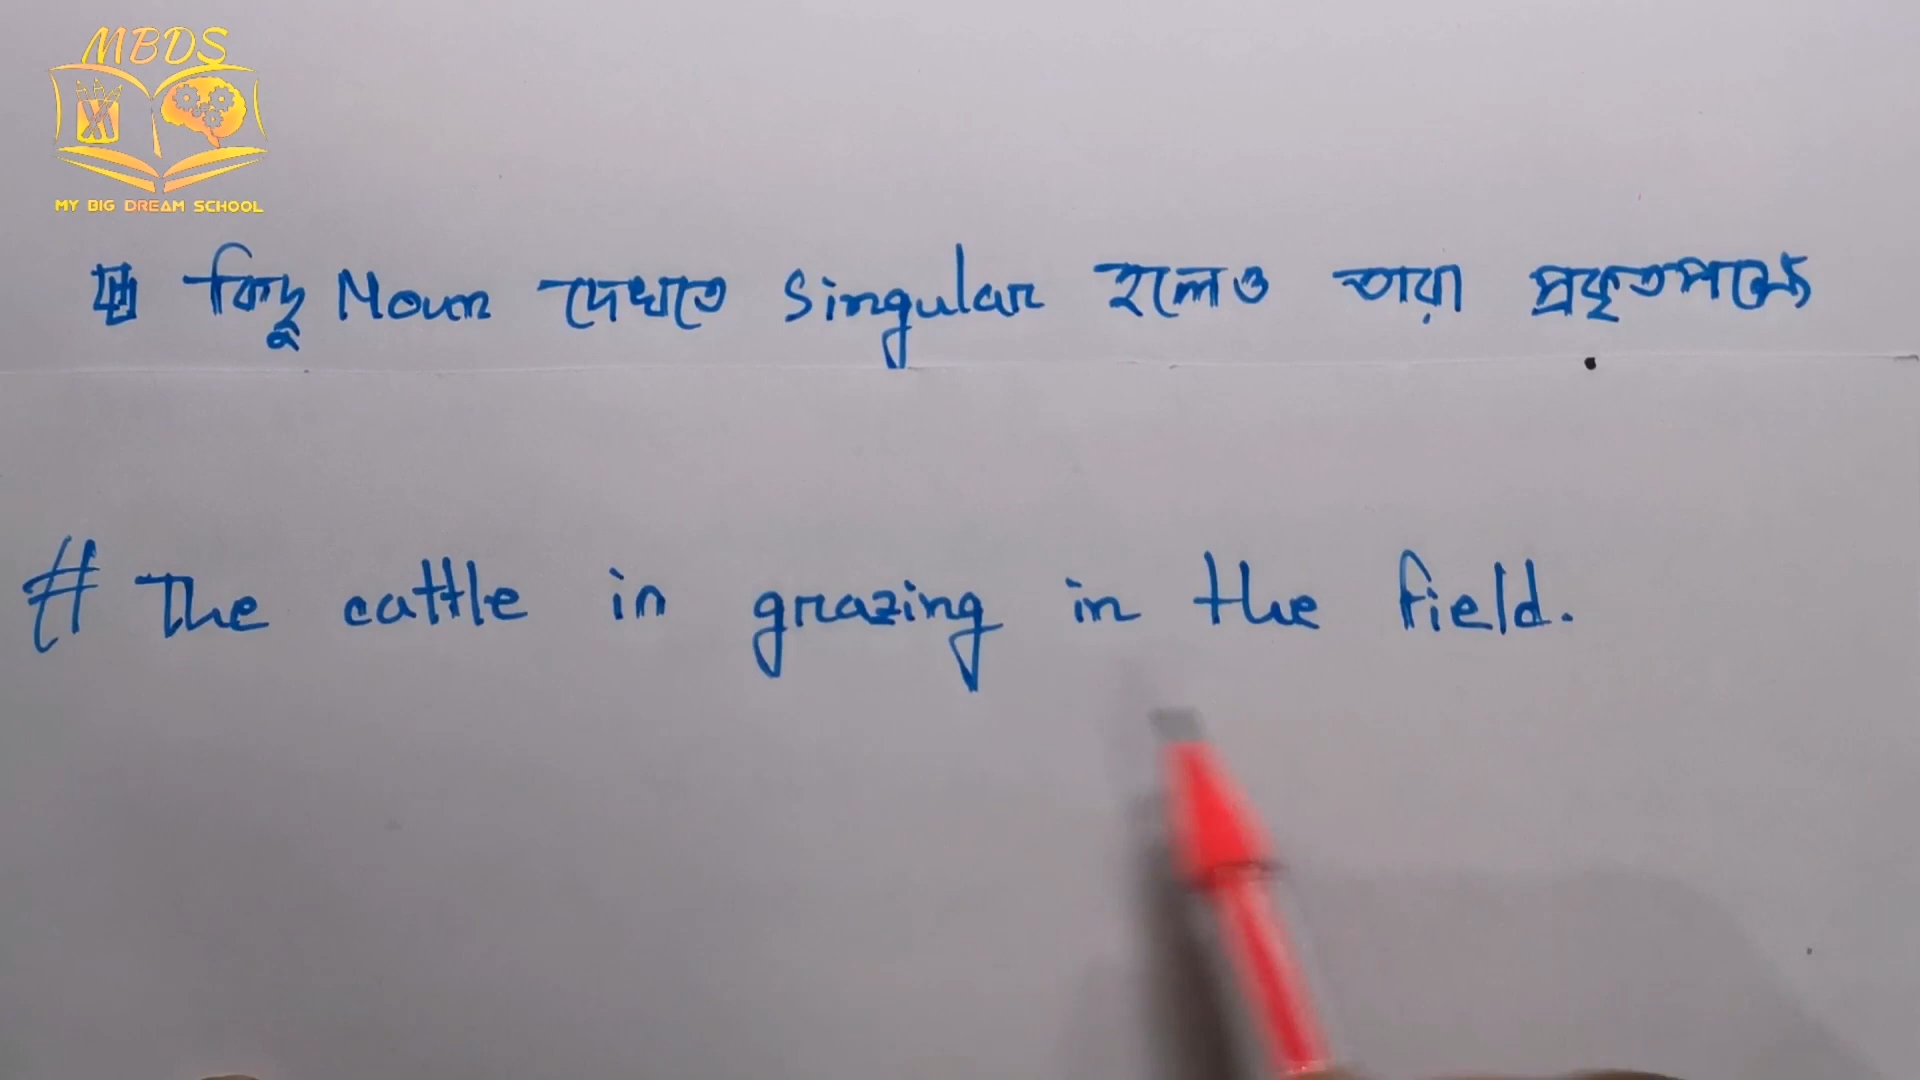 MBDS
MY BIG DREAM SCHOOL
কিছু Noun দেখতে Singular হলেও তারা প্রকৃতপক্ষে
# The cattle in grazing in the field.